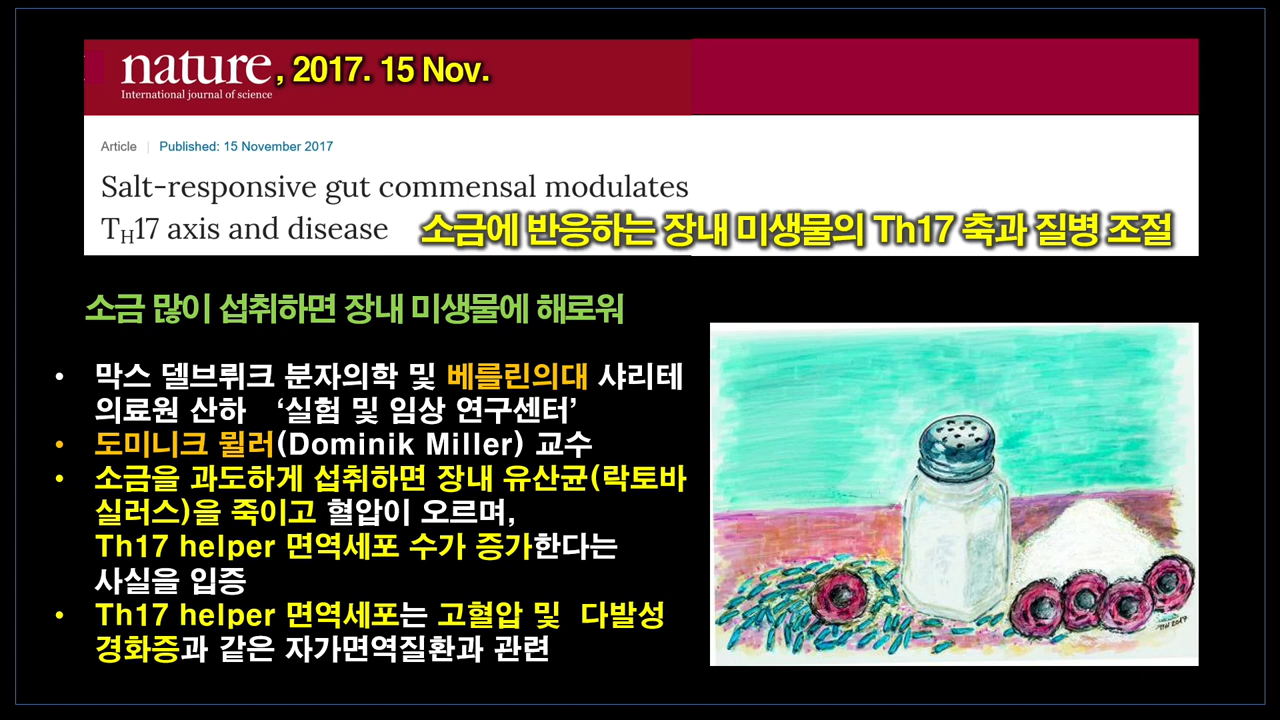 nature, 2017. 15 Nov.
International journal of science
Article | Published: 15 November 2017
Salt-responsive gut commensal modulates
TH17 axis and disease 소금에 반응하는 장내 미생물의 Th17 축과 질병 조절
소금 많이 섭취하면 장내 미생물에 해로워
• 막스 델브뤼크 분자의학 및 베를린의대 샤리테
의료원 산하 ‘실험 및 임상 연구센터’
• 도미니크 뮐러(Dominik Miller) 교수
• 소금을 과도하게 섭취하면 장내 유산균(락토바
실러스)을 죽이고 혈압이 오르며,
Th17 helper 면역세포 수가 증가한다는
사실을 입증
• Th17 helper 면역세포는 고혈압 및 다발성
경화증과 같은 자가면역질환과 관련